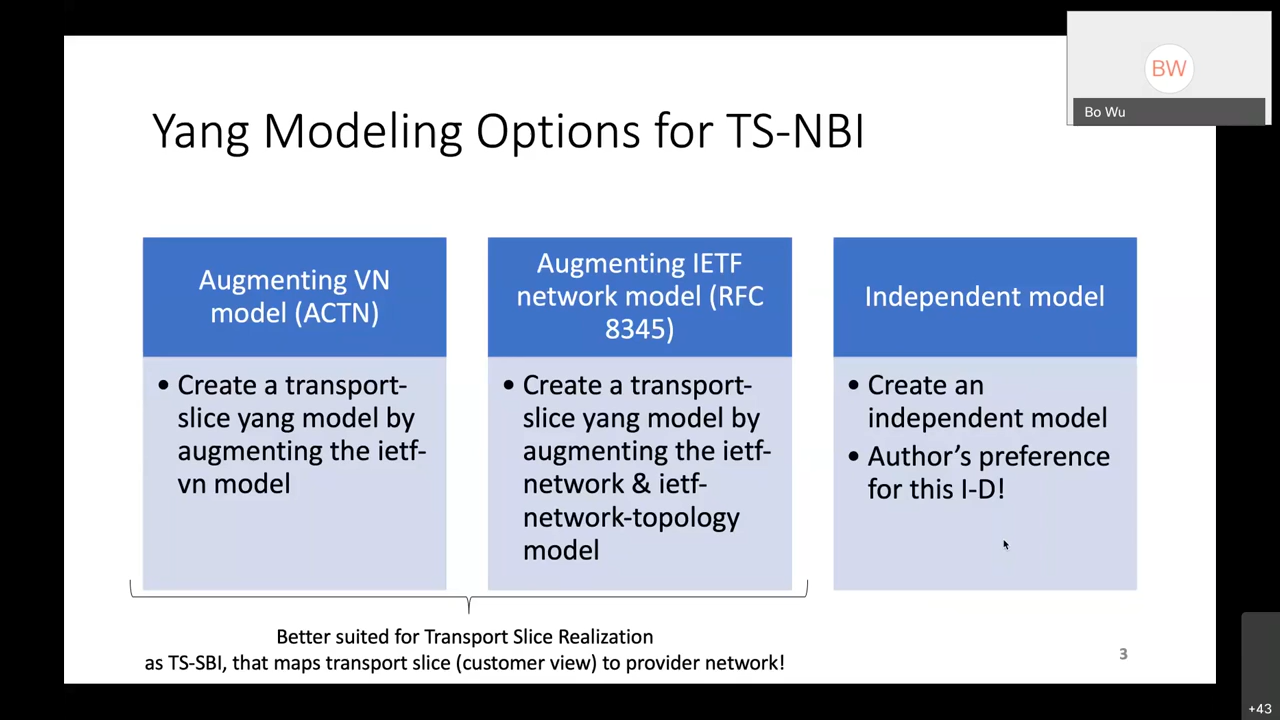 BW
Bo Wu
Yang Modeling Options for TS-NBI
Augmenting VN
model (ACTN)
• Create a transport-
slice yang model by
augmenting the ietf-
vn model
Augmenting IETF
network model (RFC
8345)
• Create a transport-
slice yang model by
augmenting the ietf-
network & ietf-
network-topology
model
Independent model
• Create an
independent model
• Author’s preference
for this I-D!
Better suited for Transport Slice Realization
as TS-SBI, that maps transport slice (customer view) to provider network!
3
+43